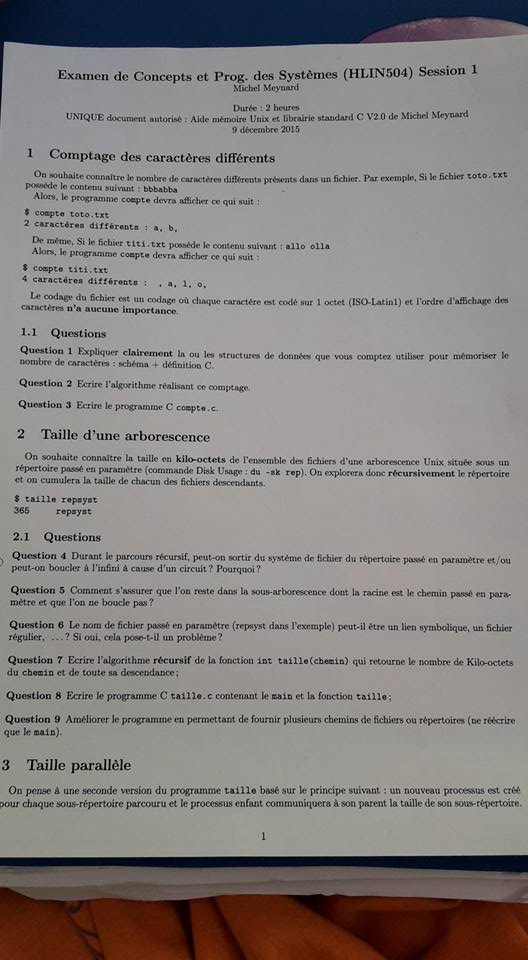 Examen de Concepts et Prog. des Systèmes (HLIN504) Session 1
Michel Meynard
Durée : 2 heures
UNIQUE document autorisé : Aide mémoire Unix et librairie standard C V2.0 de Michel Meynard
9 décembre 2015
1 Comptage des caractères différents
On souhaite connaître le nombre de caractères différents présents dans un fichier. Par exemple, Si le fichier toto.txt
possède le contenu suivant : bbbabba
Alors, le programme compte devra afficher ce qui suit :
$ compte toto.txt
2 caractères différents : a, b,
De même, Si le fichier titi.txt possède le contenu suivant : allo olla
Alors, le programme compte devra afficher ce qui suit :
$ compte titi.txt
4 caractères différents :  , a, l, o,
Le codage du fichier est un codage où chaque caractère est codé sur 1 octet (ISO-Latin1) et l'ordre d'affichage des
caractères n'a aucune importance.
1.1 Questions
Question 1 Expliquer clairement la ou les structures de données que vous comptez utiliser pour mémoriser le
nombre de caractères : schéma + définition C.
Question 2 Ecrire l'algorithme réalisant ce comptage.
Question 3 Ecrire le programme C compte.c.
2 Taille d'une arborescence
On souhaite connaître la taille en kilo-octets de l'ensemble des fichiers d'une arborescence Unix située sous un
répertoire passé en paramètre (commande Disk Usage : du -sk rep). On explorera donc récursivement le répertoire
et on cumulera la taille de chacun des fichiers descendants.
$ taille repsyst
365 repsyst
2.1 Questions
Question 4 Durant le parcours récursif, peut-on sortir du système de fichier du répertoire passé en paramètre et/ou
peut-on boucler à l'infini à cause d'un circuit ? Pourquoi ?
Question 5 Comment s'assurer que l'on reste dans la sous-arborescence dont la racine est le chemin passé en para-
mètre et que l'on ne boucle pas ?
Question 6 Le nom de fichier passé en paramètre (repsyst dans l'exemple) peut-il être un lien symbolique, un fichier
régulier, ... ? Si oui, cela pose-t-il un problème ?
Question 7 Ecrire l'algorithme récursif de la fonction int taille(chemin) qui retourne le nombre de Kilo-octets
du chemin et de toute sa descendance ;
Question 8 Ecrire le programme C taille.c contenant le main et la fonction taille ;
Question 9 Améliorer le programme en permettant de fournir plusieurs chemins de fichiers ou répertoires (ne réécrire
que le main).
3 Taille parallèle
On pense à une seconde version du programme taille basé sur le principe suivant : un nouveau processus est créé
pour chaque sous-répertoire parcouru et le processus enfant communiquera à son parent la taille de son sous-répertoire.
1